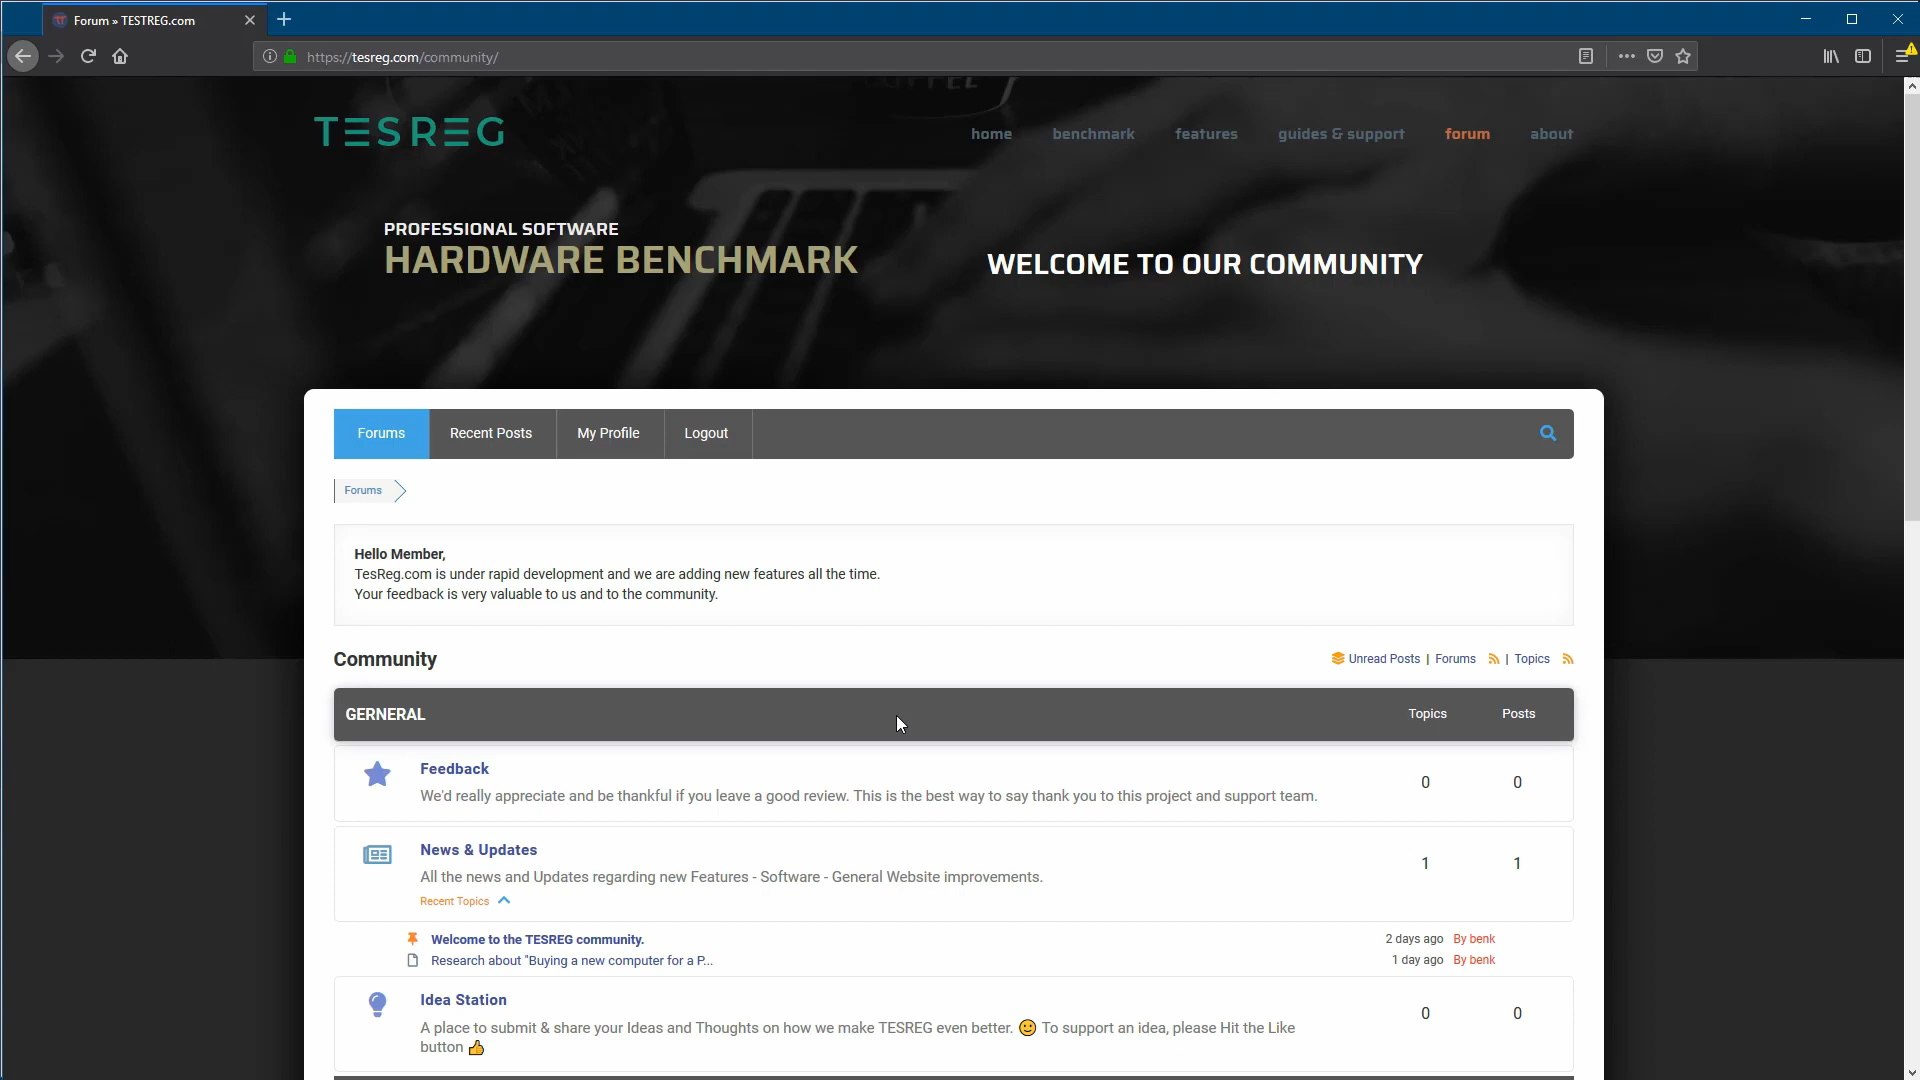 Forum » TESTREG.com
https://tesreg.com/community/
TESREG
home benchmark features guides & support forum about
PROFESSIONAL SOFTWARE
HARDWARE BENCHMARK
WELCOME TO OUR COMMUNITY
Forums Recent Posts My Profile Logout
Forums
Hello Member,
TesReg.com is under rapid development and we are adding new features all the time.
Your feedback is very valuable to us and to the community.
Community
Unread Posts | Forums | Topics
GERNERAL Topics Posts
Feedback
We'd really appreciate and be thankful if you leave a good review. This is the best way to say thank you to this project and support team.
0 0
News & Updates
All the news and Updates regarding new Features - Software - General Website improvements.
1 1
Recent Topics
Welcome to the TESREG community. 2 days ago By benk
Research about "Buying a new computer for a P... 1 day ago By benk
Idea Station
A place to submit & share your Ideas and Thoughts on how we make TESREG even better. 🙂 To support an idea, please Hit the Like
button 👍
0 0